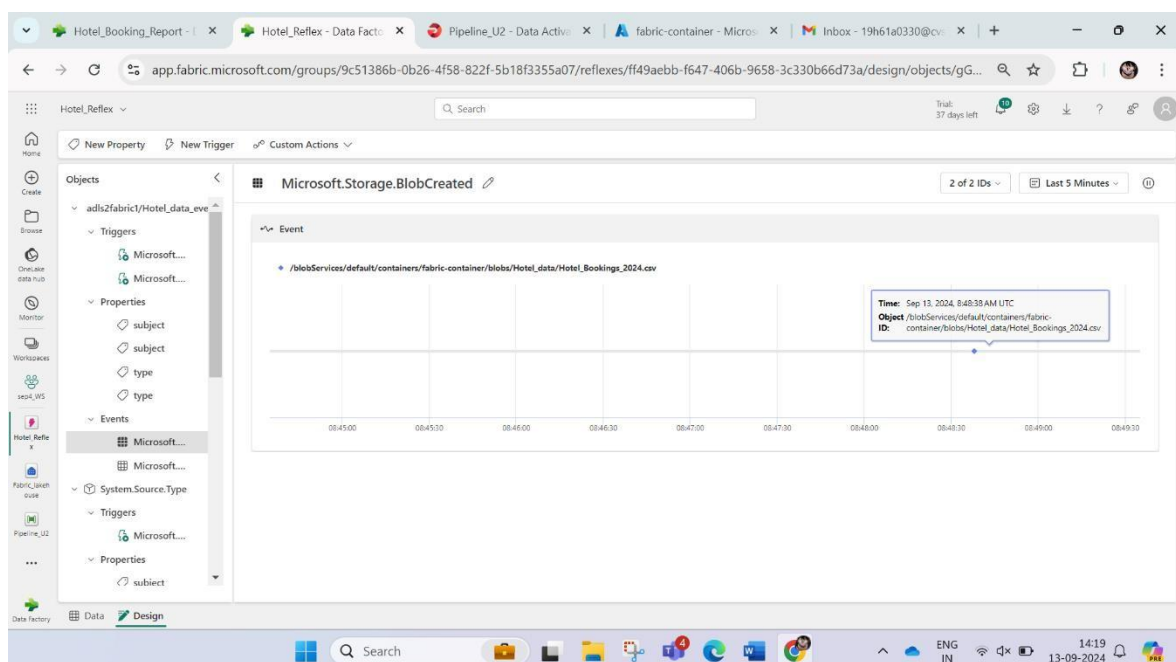 Hotel_Booking_Report - (
Hotel_Reflex - Data Facto
Pipeline_U2 - Data Activa
fabric-container - Micros
Inbox - 19h61a0330@cvs
app.fabric.microsoft.com/groups/9c51386b-0b26-4f58-822f-5b18f3355a07/reflexes/ff49aebb-f647-406b-9658-3c330b66d73a/design/objects/gG...
Hotel_Reflex
Search
Trial:
37 days left
10
A
Home
Create
Browse
OneLake
data hub
Monitor
Workspaces
sep4_WS
Hotel_Refle
x
Fabric_lakeh
ouse
Pipeline_U2
Data Factory
New Property
New Trigger
Custom Actions
Objects
adls2fabric1/Hotel_data_eve
Triggers
Microsoft....
Microsoft....
Properties
subject
subject
type
type
Events
Microsoft....
Microsoft....
System.Source.Type
Triggers
Microsoft....
Properties
subject
Data
Design
Microsoft.Storage.BlobCreated
2 of 2 IDs
Last 5 Minutes
Event
/blobServices/default/containers/fabric-container/blobs/Hotel_data/Hotel_Bookings_2024.csv
Time: Sep 13, 2024, 8:48:38 AM UTC
Object /blobServices/default/containers/fabric-
ID: container/blobs/Hotel_data/Hotel_Bookings_2024.csv
08:45:00 08:45:30 08:46:00 08:46:30 08:47:00 08:47:30 08:48:00 08:48:30 08:49:00 08:49:30
Search
4
ENG
IN
14:19
13-09-2024
PRE